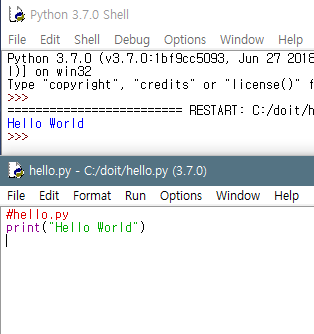 Python 3.7.0 Shell
File Edit Shell Debug Options Window Help
Python 3.7.0 (v3.7.0:1bf9cc5093, Jun 27 2018
l)] on win32
Type "copyright", "credits" or "license()" f
>>>
========================== RESTART: C:/doit/h
Hello World
>>>
hello.py - C:/doit/hello.py (3.7.0)
File Edit Format Run Options Window Help
#hello.py
print("Hello World")